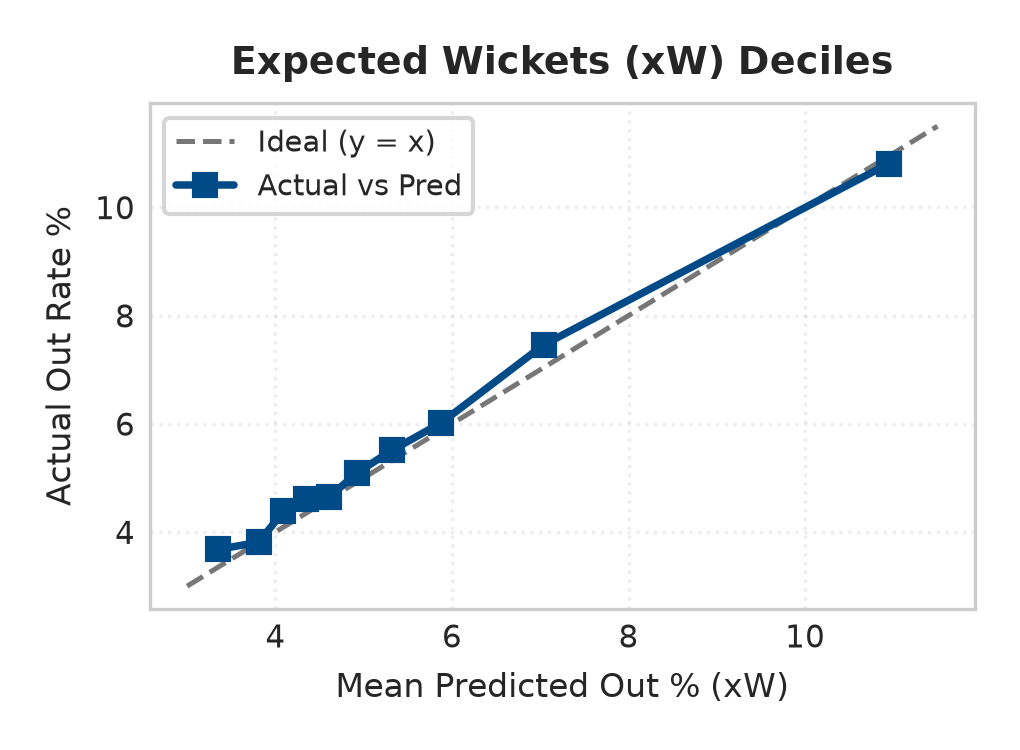 Expected Wickets (xW) Deciles
Ideal (y = x)
Actual vs Pred
Actual Out Rate %
10
8
6
4
4
6
8
10
Mean Predicted Out % (xW)